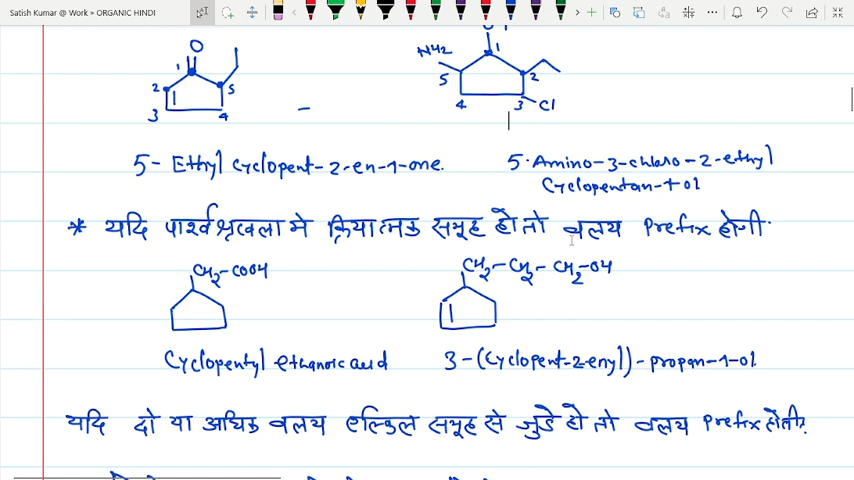 Satish Kumar @ Work » ORGANIC HINDI
O
1
2
5
3
4
NH2
1
5
2
4
3
Cl
5- Ethyl cyclopent-2-en-1-one.
5. Amino-3-chloro-2-ethyl
cyclopentan-1 ol
* यदि पार्श्व श्रृंखला मे क्रियात्मक समूह हो तो वलय Prefix होगी.
CH2-COOH
CH2-CH2-CH2-OH
Cyclopentyl ethanoic acid
3-(Cyclopent-2-enyl)-propan-1-ol
यदि दो या अधिक वलय एल्किल समूह से जुडे हो तो वलय Prefix होती.